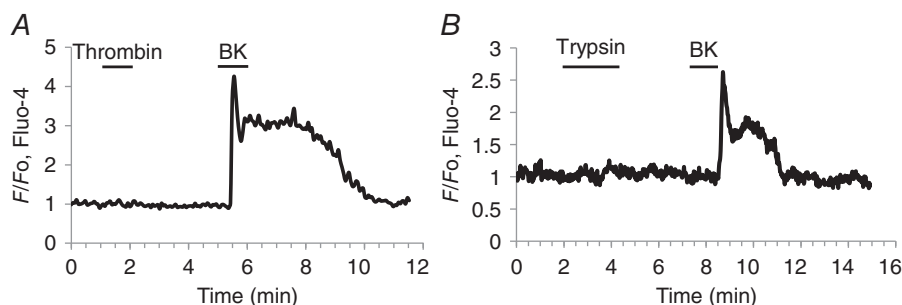 A
Thrombin BK
F/Fo, Fluo-4
5
4
3
2
1
0
0 2 4 6 8 10 12
Time (min)
B
Trypsin BK
F/Fo, Fluo-4
3
2.5
2
1.5
1
0.5
0
0 2 4 6 8 10 12 14 16
Time (min)